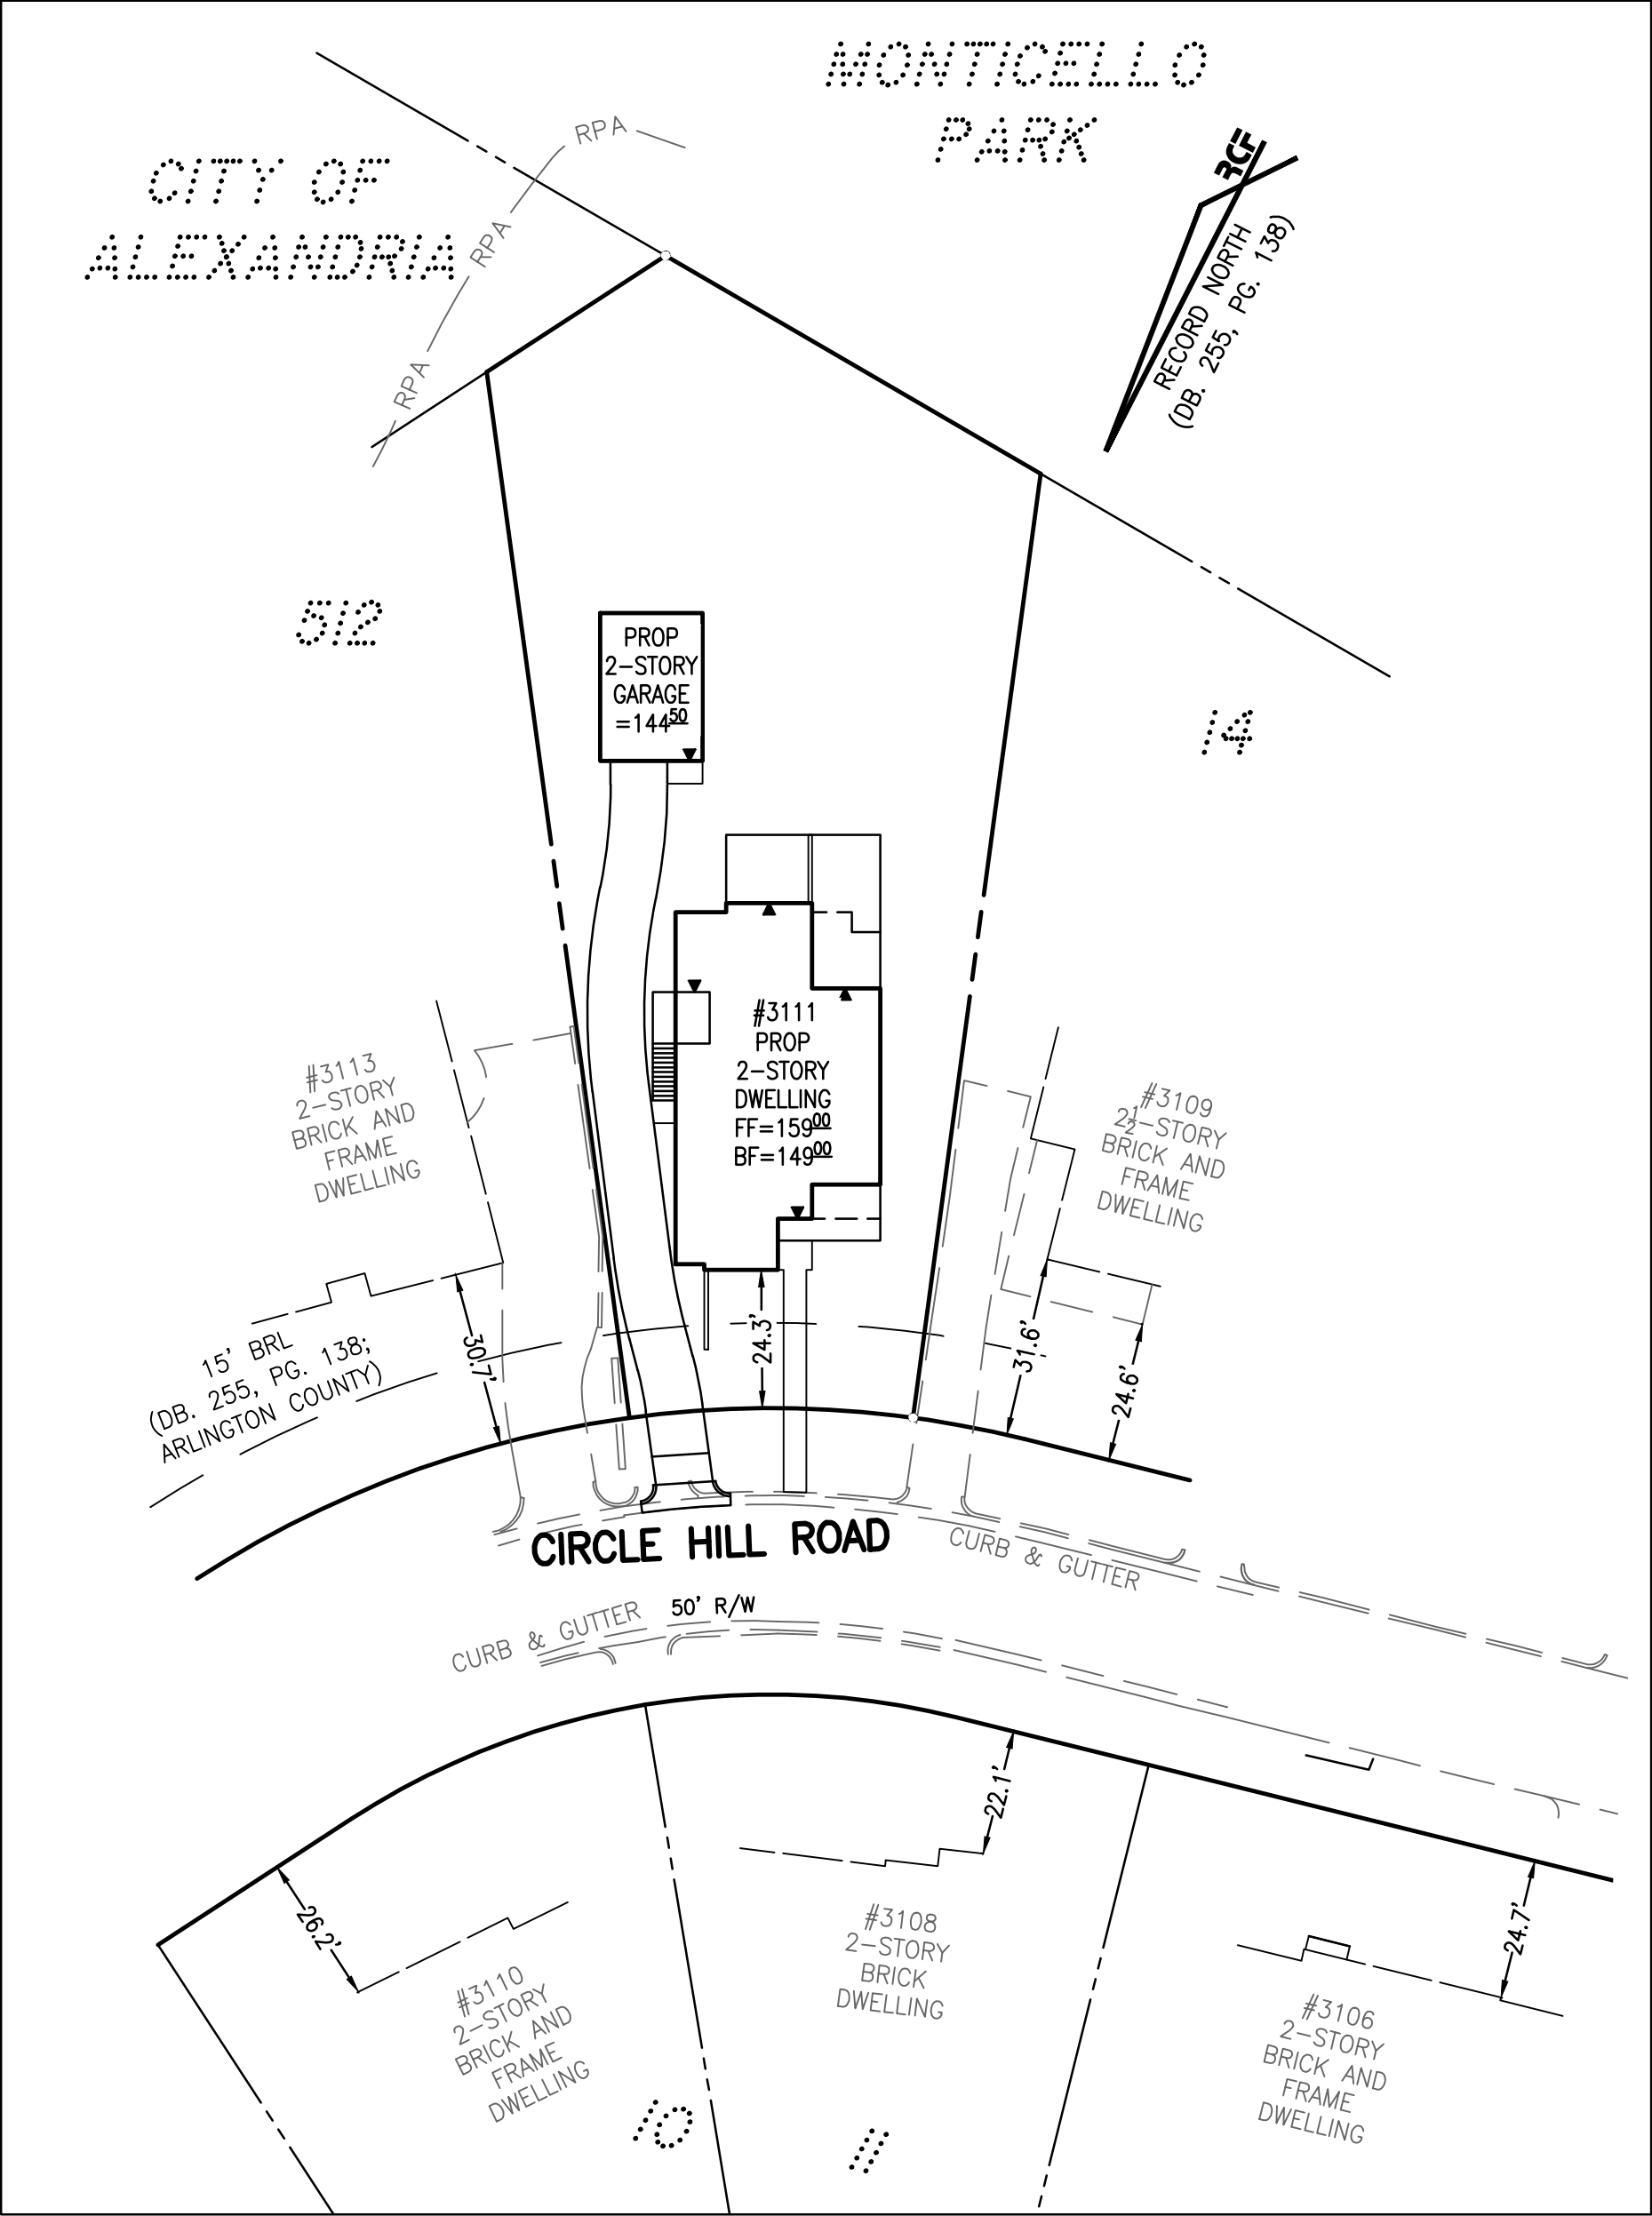 MONTICELLO
PARK
CITY OF
ALEXANDRIA
RPA
RPA
RPA
RCF
RECORD NORTH
(DB. 255, PG. 138)
512
14
PROP
2-STORY
GARAGE
=144 50
#3111
PROP
2-STORY
DWELLING
FF=159 00
BF=149 00
#3113
2-STORY
BRICK AND
FRAME
DWELLING
#3109
2 1/2-STORY
BRICK AND
FRAME
DWELLING
15' BRL
(DB. 255, PG. 138;
ARLINGTON COUNTY)
30.7'
24.3'
31.6'
24.6'
CIRCLE HILL ROAD
CURB & GUTTER
50' R/W
CURB & GUTTER
22.1'
26.2'
24.7'
#3110
2-STORY
BRICK AND
FRAME
DWELLING
#3108
2-STORY
BRICK
DWELLING
#3106
2-STORY
BRICK AND
FRAME
DWELLING
10
11